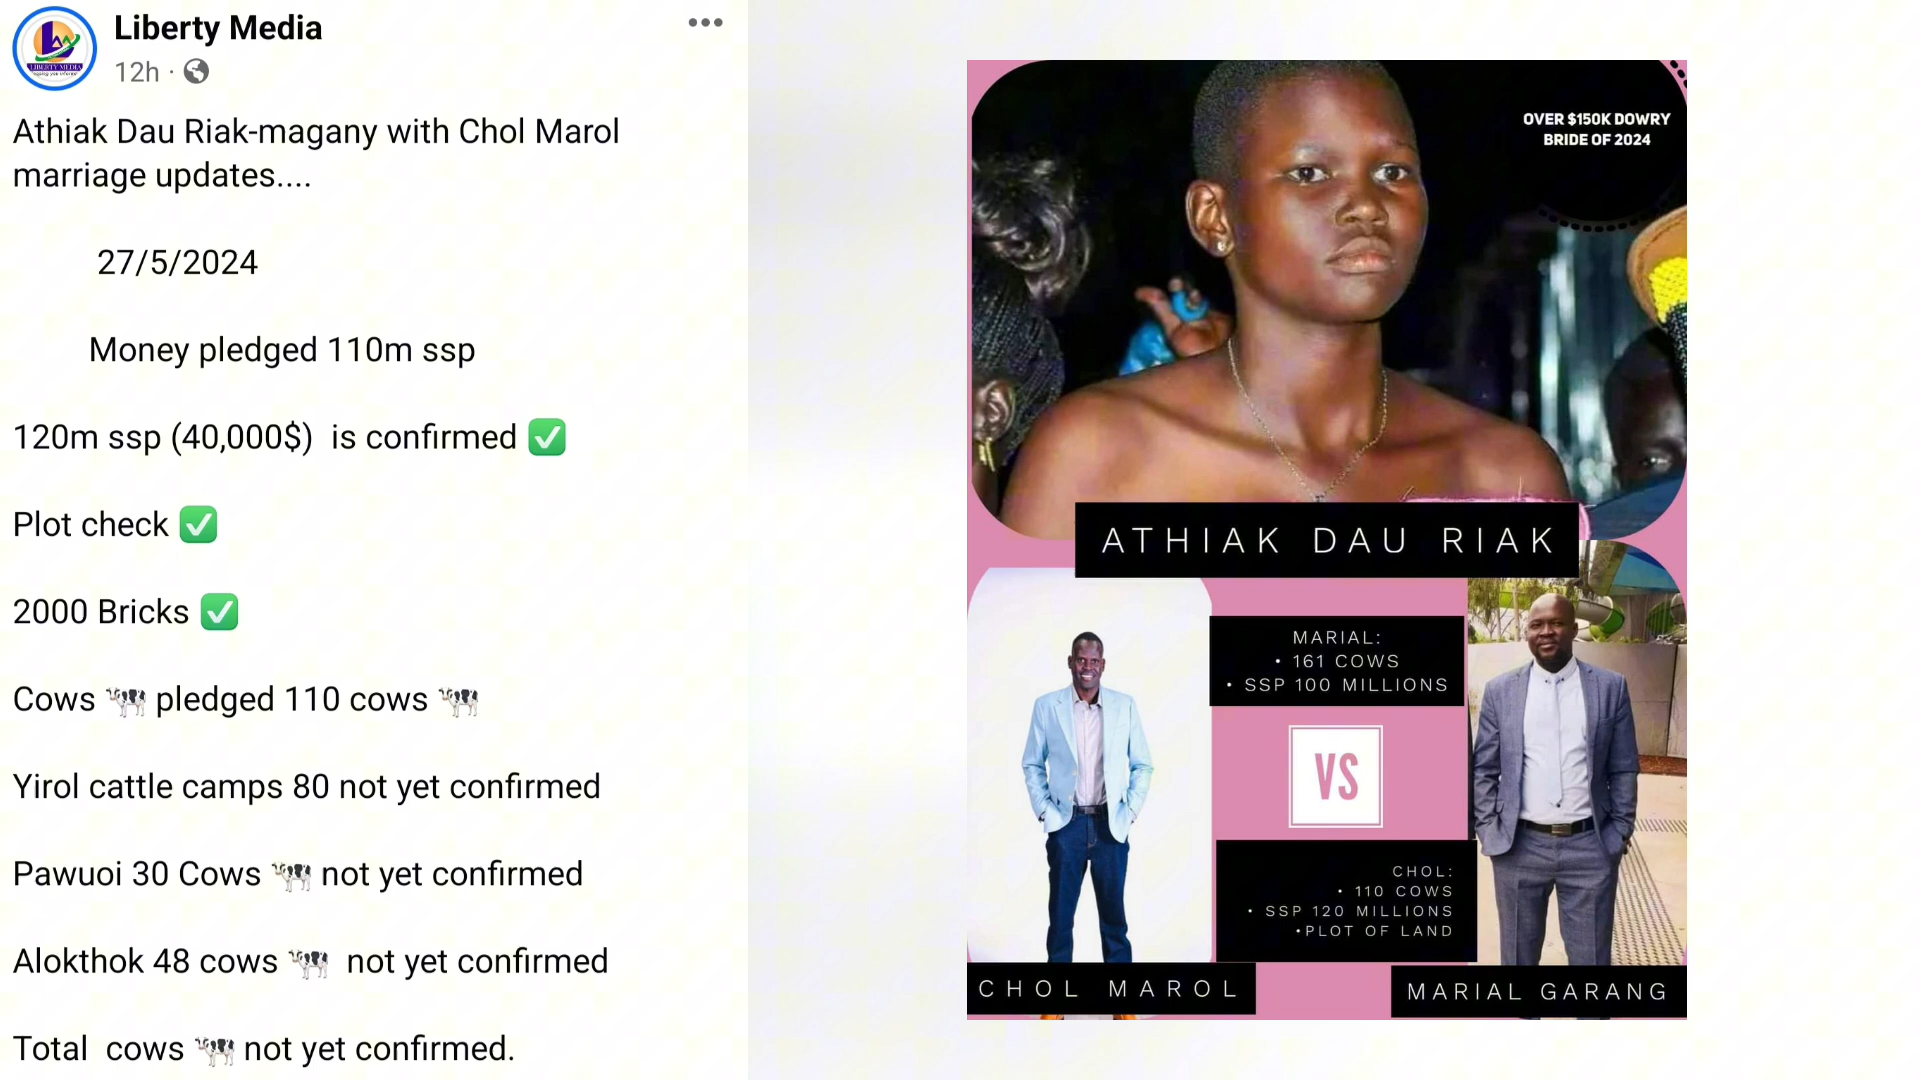 Liberty Media
12h
Athiak Dau Riak-magany with Chol Marol
marriage updates....
27/5/2024
Money pledged 110m ssp
120m ssp (40,000$) is confirmed ✅
Plot check ✅
2000 Bricks ✅
Cows 🐄 pledged 110 cows 🐄
Yirol cattle camps 80 not yet confirmed
Pawuoi 30 Cows 🐄 not yet confirmed
Alokthok 48 cows 🐄 not yet confirmed
Total cows 🐄 not yet confirmed.
OVER $150K DOWRY
BRIDE OF 2024
ATHIAK DAU RIAK
MARIAL:
• 161 COWS
• SSP 100 MILLIONS
VS
CHOL:
• 110 COWS
• SSP 120 MILLIONS
•PLOT OF LAND
CHOL MAROL
MARIAL GARANG